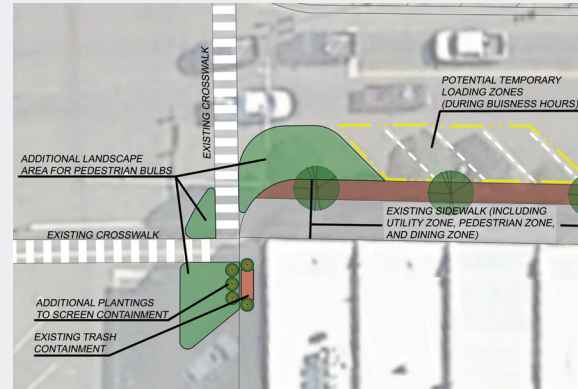 EXISTING CROSSWALK
POTENTIAL TEMPORARY
LOADING ZONES
(DURING BUISNESS HOURS)
ADDITIONAL LANDSCAPE
AREA FOR PEDESTRIAN BULBS
EXISTING SIDEWALK (INCLUDING
UTILITY ZONE, PEDESTRIAN ZONE,
AND DINING ZONE)
EXISTING CROSSWALK
ADDITIONAL PLANTINGS
TO SCREEN CONTAINMENT
EXISTING TRASH
CONTAINMENT